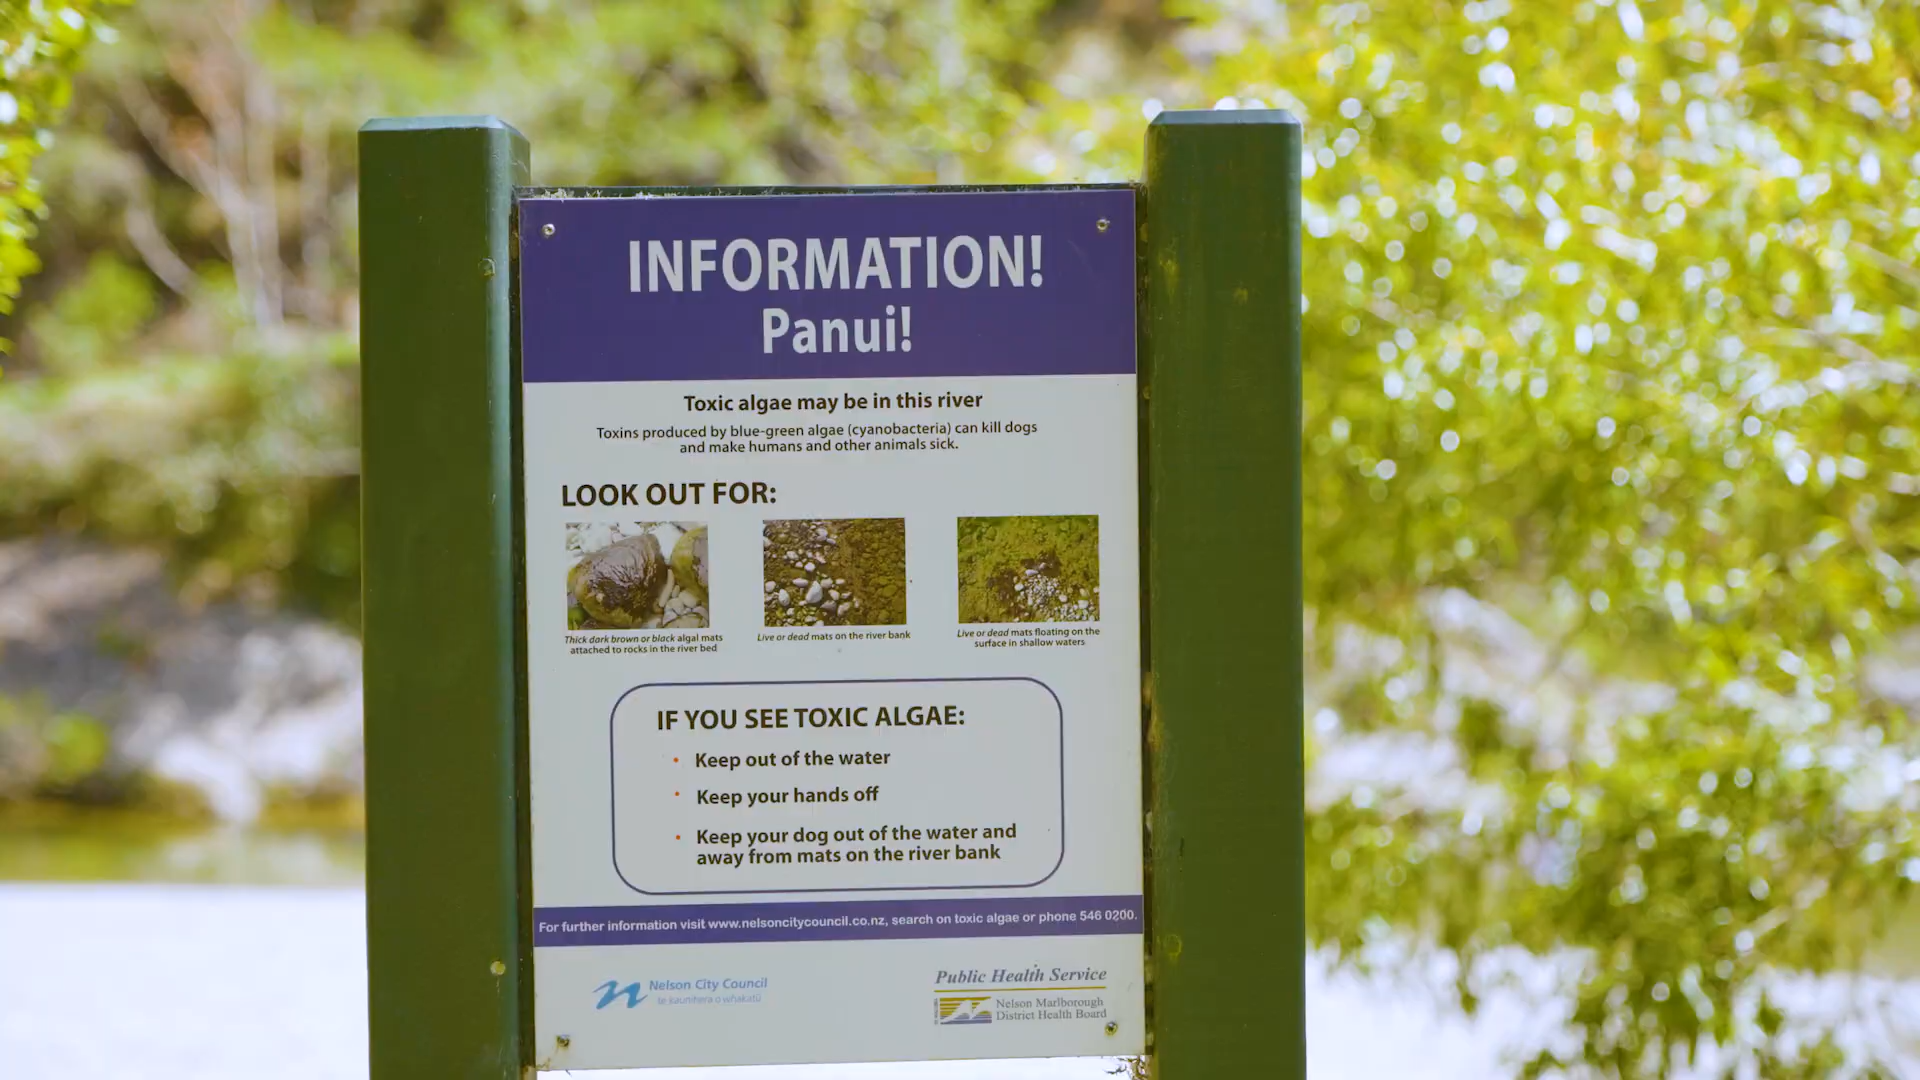 INFORMATION!
Panui!
Toxic algae may be in this river
Toxins produced by blue-green algae (cyanobacteria) can kill dogs
and make humans and other animals sick.
LOOK OUT FOR:
Thick dark brown or black algal mats
attached to rocks in the river bed
Live or dead mats on the river bank
Live or dead mats floating on the
surface in shallow waters
IF YOU SEE TOXIC ALGAE:
• Keep out of the water
• Keep your hands off
• Keep your dog out of the water and
away from mats on the river bank
For further information visit www.nelsoncitycouncil.co.nz, search on toxic algae or phone 546 0200.
Nelson City Council
te kaunihera o whakatū
Public Health Service
Nelson Marlborough
District Health Board